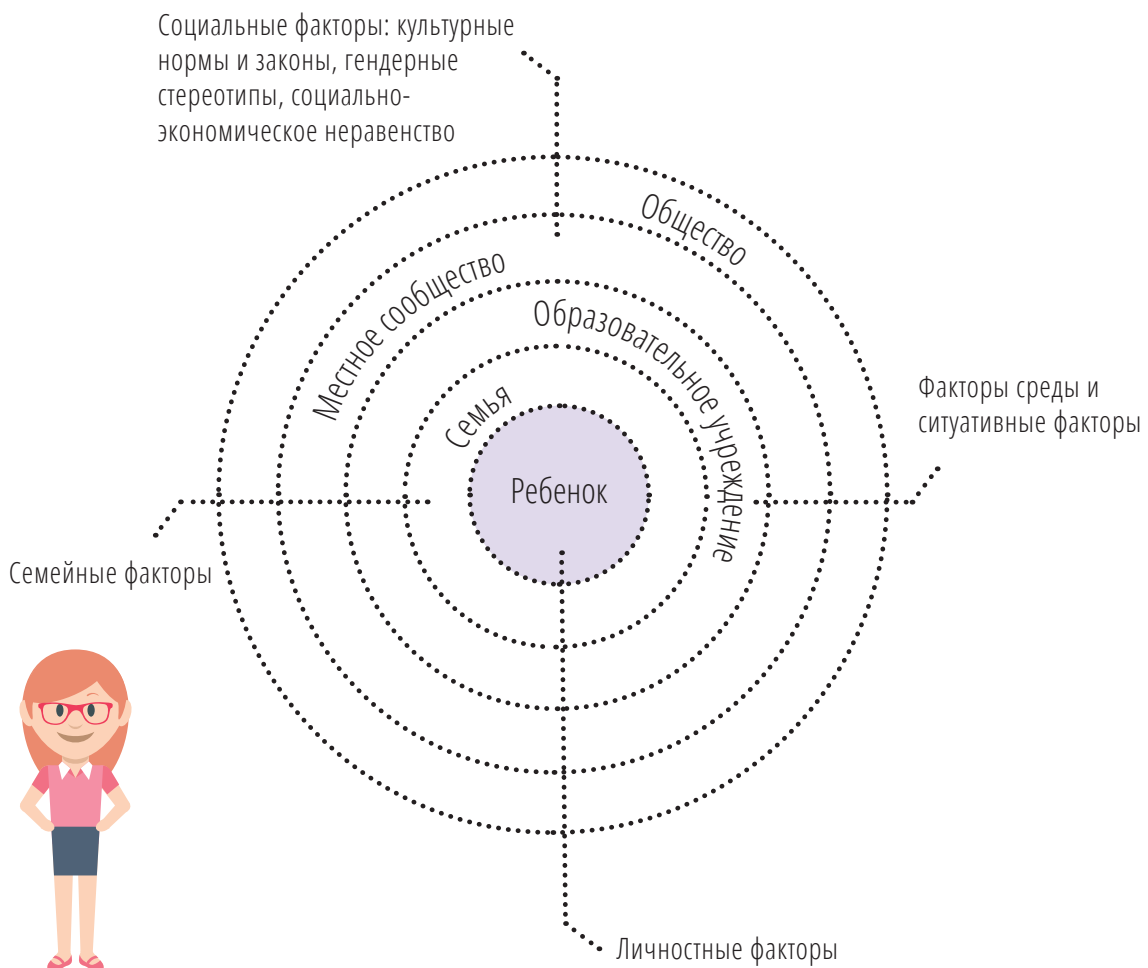 Социальные факторы: культурные
нормы и законы, гендерные
стереотипы, социально-
экономическое неравенство
Общество
Местное сообщество
Образовательное учреждение
Семья
Ребенок
Факторы среды и
ситуативные факторы
Семейные факторы
Личностные факторы